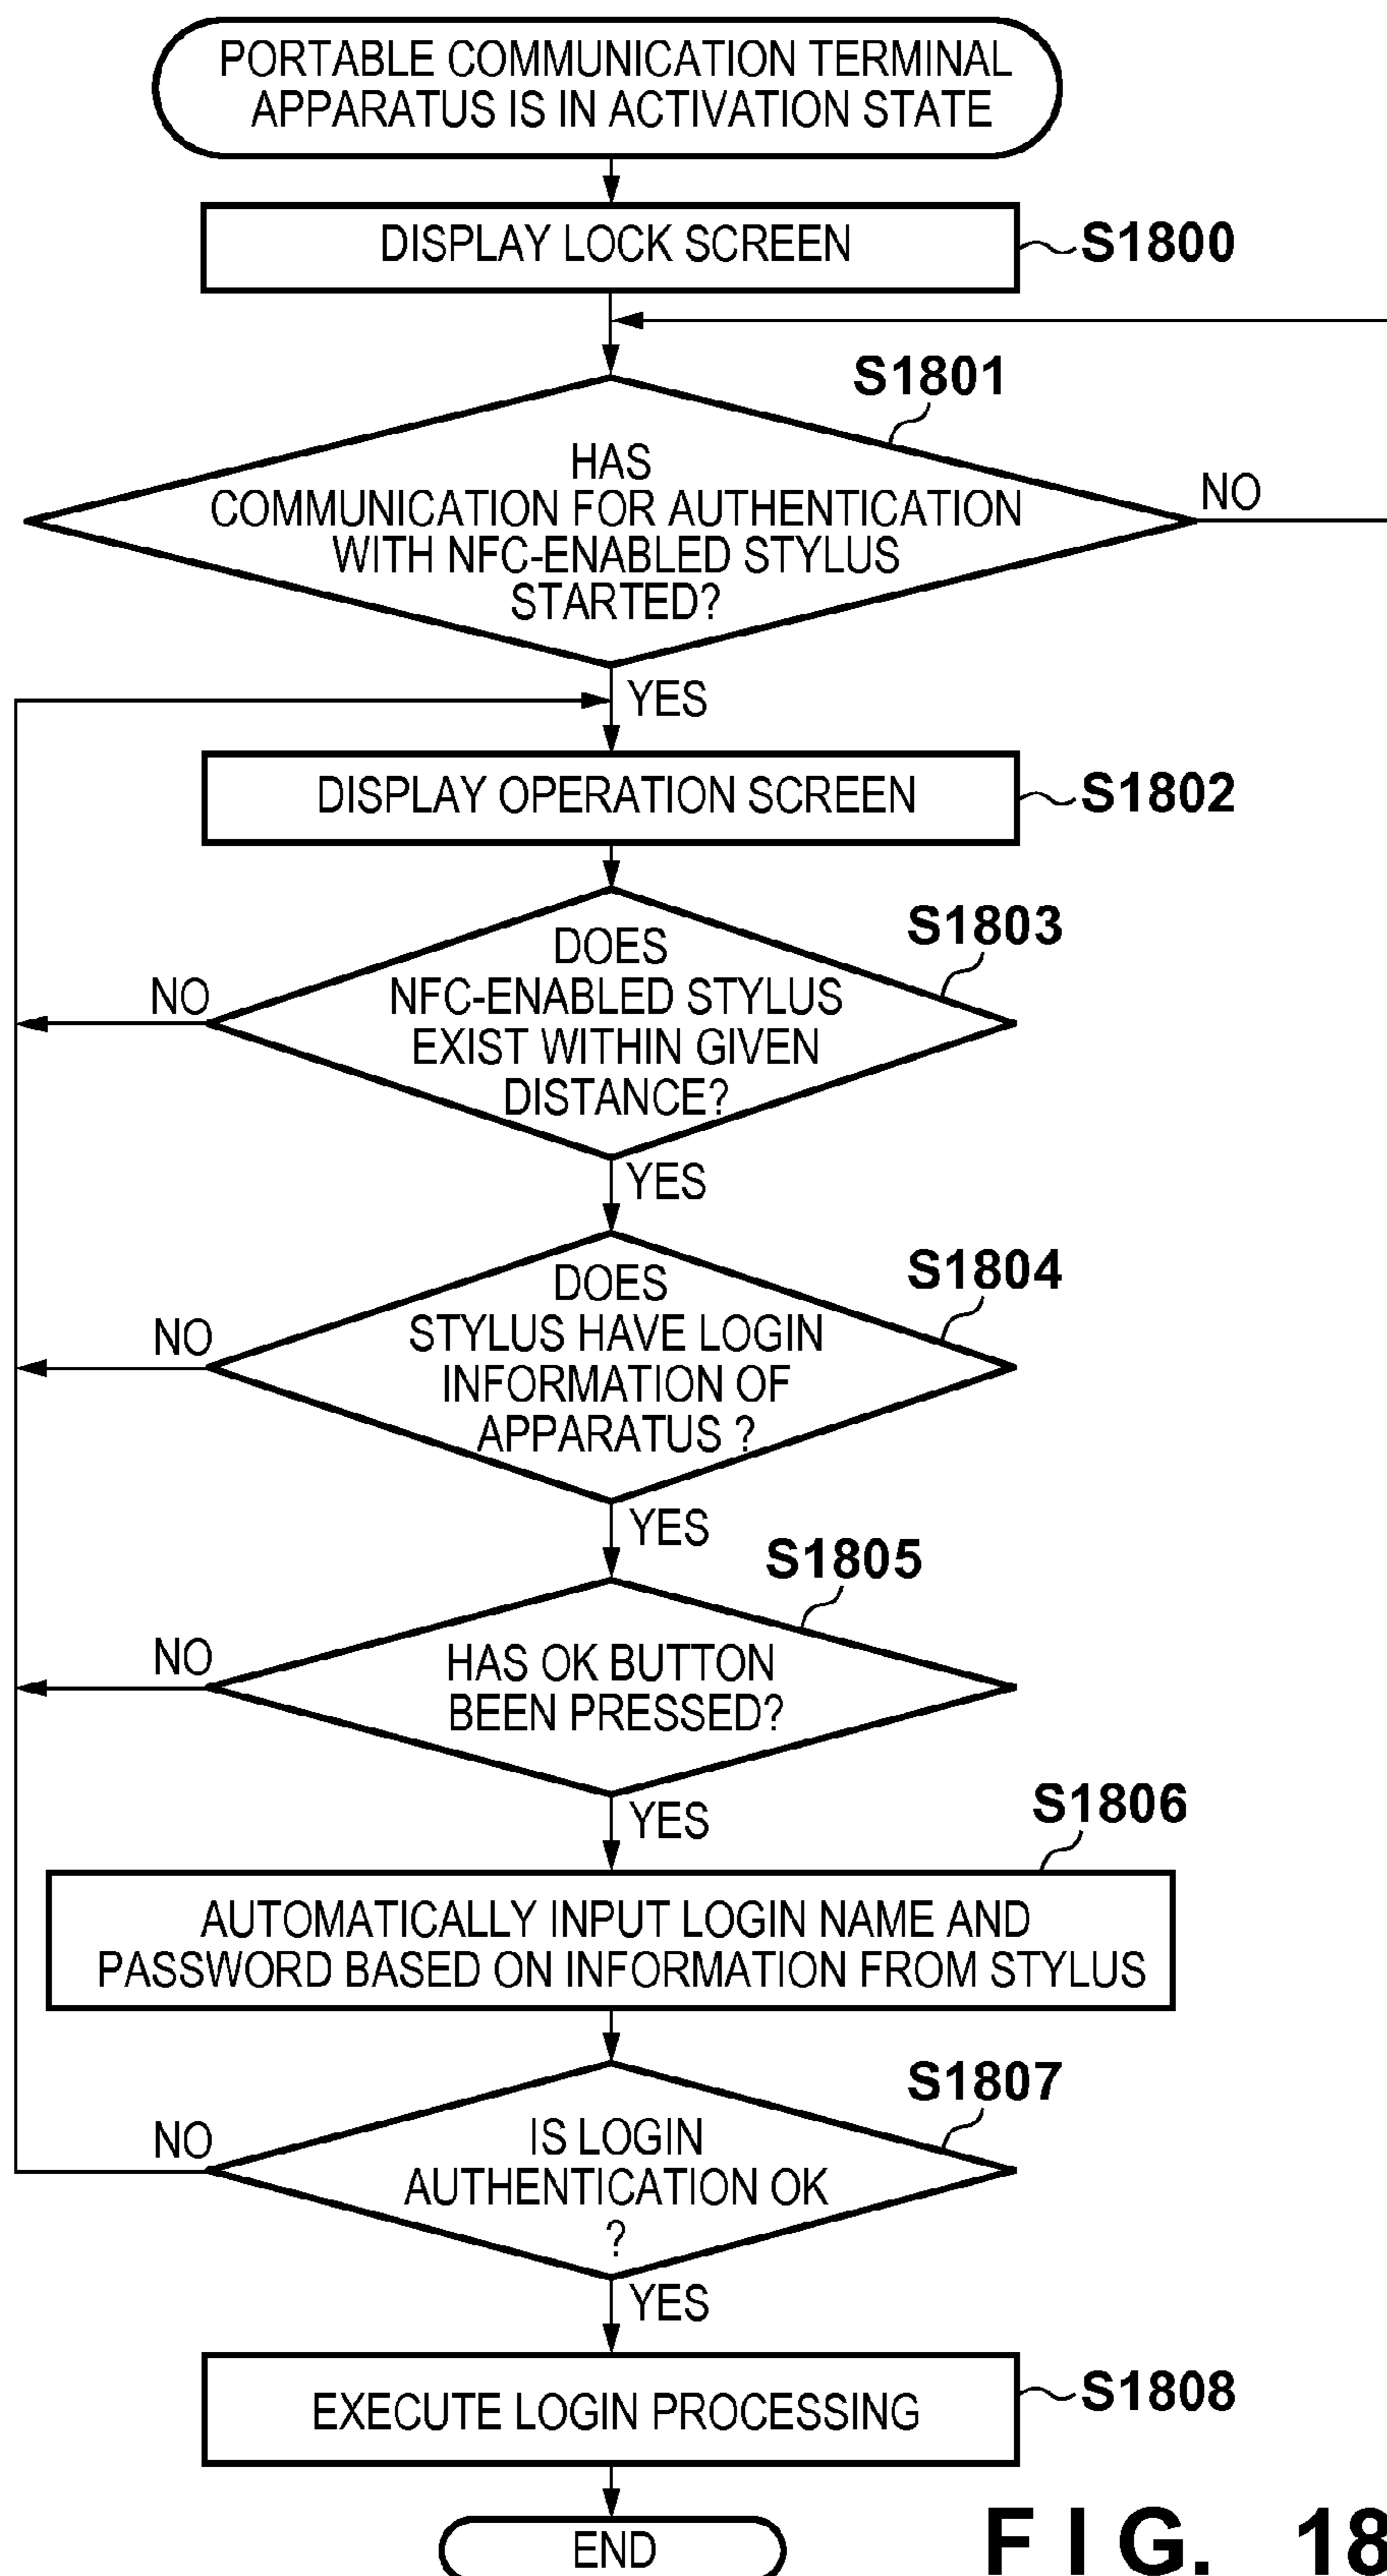 PORTABLE COMMUNICATION TERMINAL
APPARATUS IS IN ACTIVATION STATE
DISPLAY LOCK SCREEN
S1800
S1801
HAS
COMMUNICATION FOR AUTHENTICATION
WITH NFC-ENABLED STYLUS
STARTED?
NO
YES
DISPLAY OPERATION SCREEN
S1802
S1803
DOES
NFC-ENABLED STYLUS
EXIST WITHIN GIVEN
DISTANCE?
NO
YES
S1804
DOES
STYLUS HAVE LOGIN
INFORMATION OF
APPARATUS ?
NO
YES
S1805
HAS OK BUTTON
BEEN PRESSED?
NO
YES
S1806
AUTOMATICALLY INPUT LOGIN NAME AND
PASSWORD BASED ON INFORMATION FROM STYLUS
S1807
IS LOGIN
AUTHENTICATION OK
?
NO
YES
EXECUTE LOGIN PROCESSING
S1808
END
FIG. 18